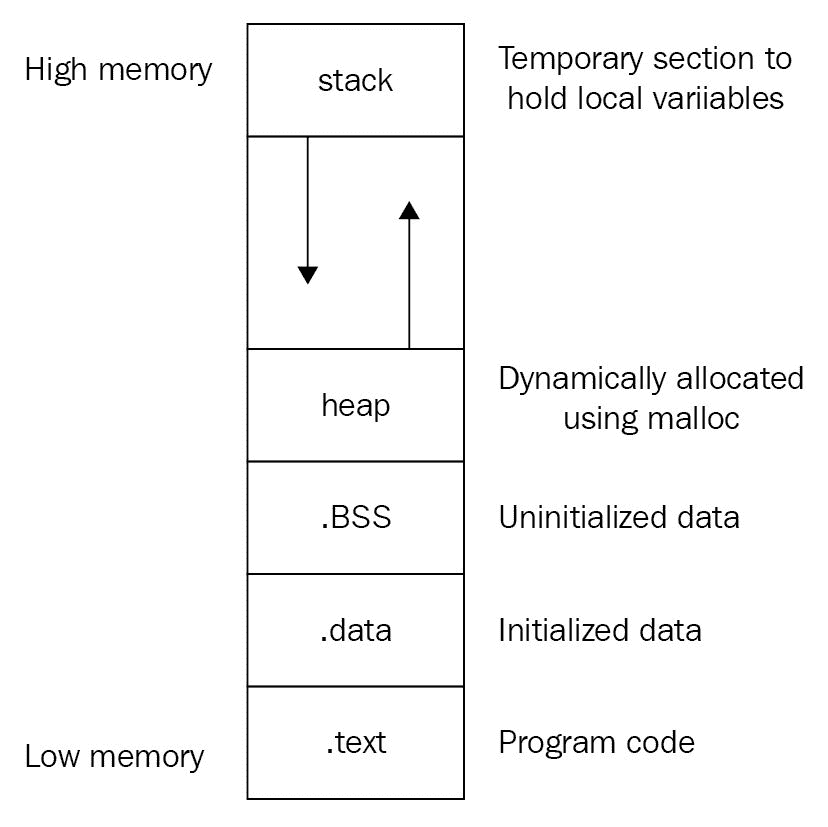 High memory
stack
Temporary section to
hold local variiables
heap
Dynamically allocated
using malloc
.BSS
Uninitialized data
.data
Initialized data
Low memory
.text
Program code